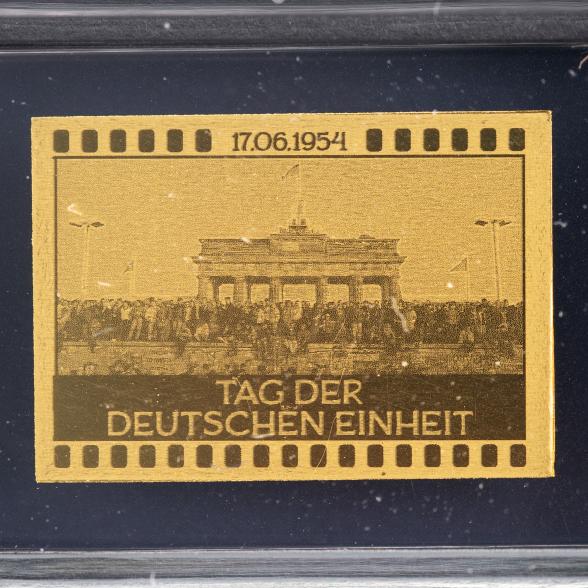 17.06.1954
TAG DER
DEUTSCHEN EINHEIT